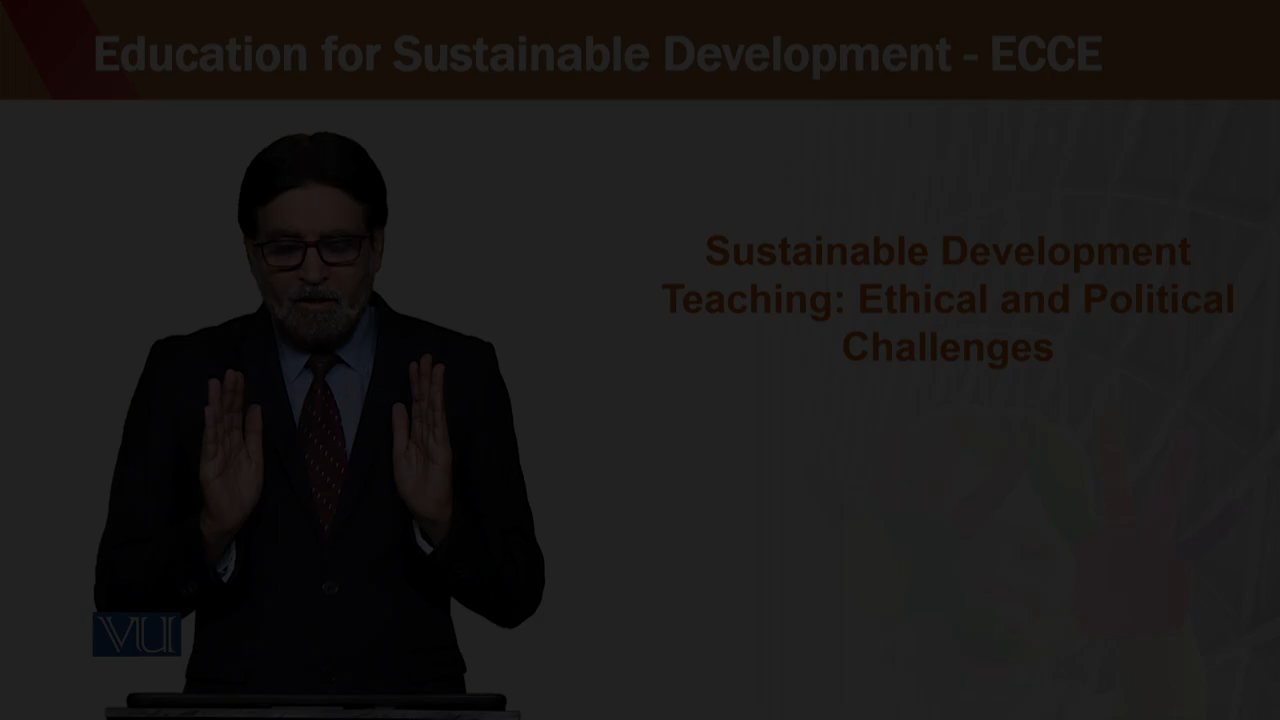 Education for Sustainable Development - ECCE
Sustainable Development
Teaching: Ethical and Political
Challenges
VU